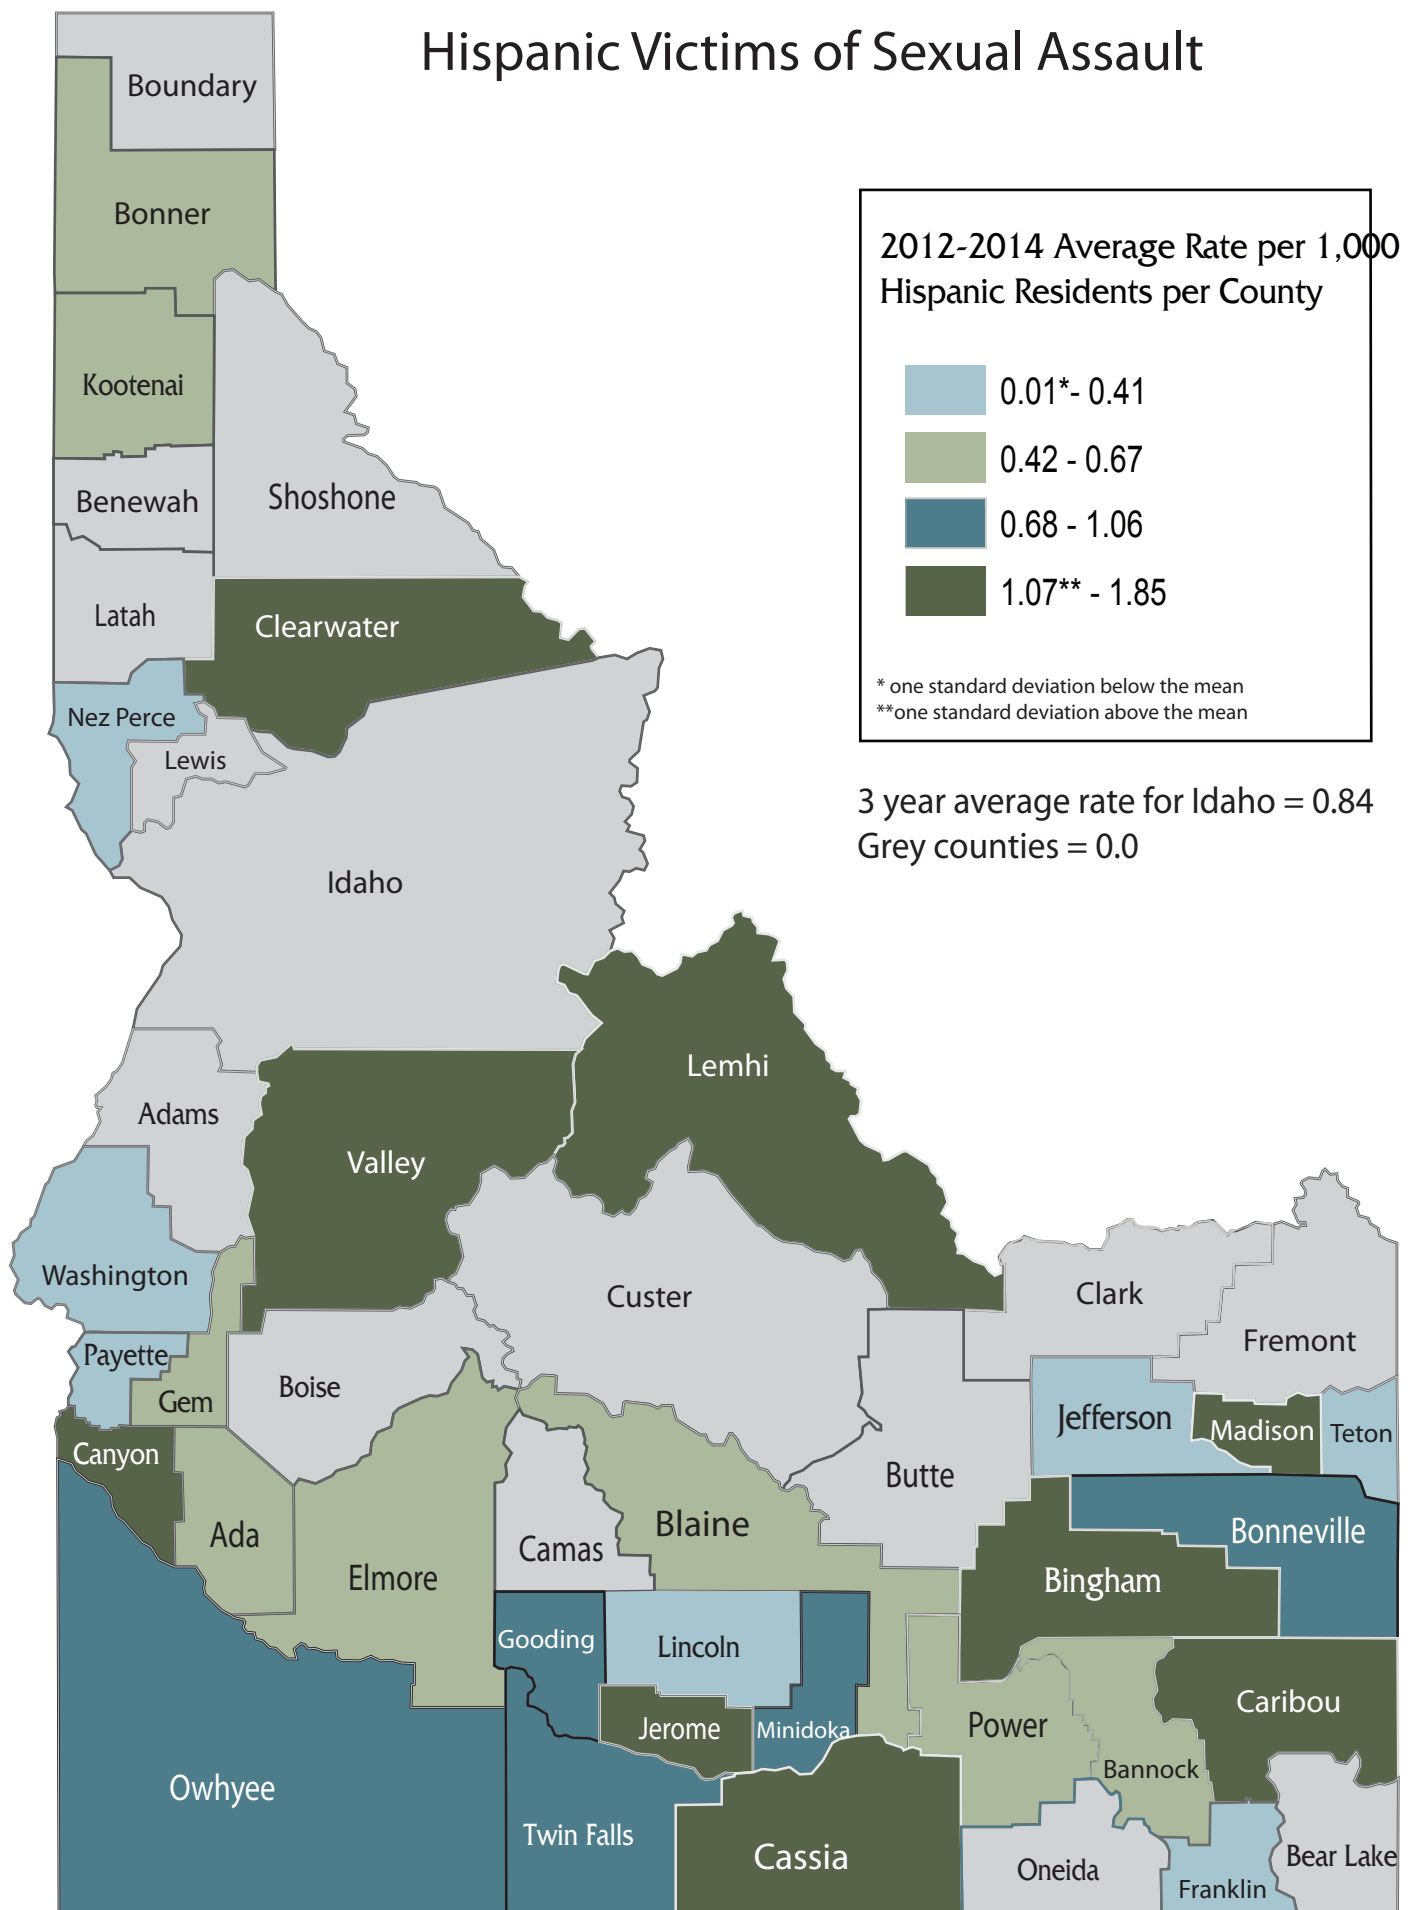 Hispanic Victims of Sexual Assault
Boundary
Bonner
2012-2014 Average Rate per 1,000
Hispanic Residents per County
Kootenai
0.01*- 0.41
0.42 - 0.67
Benewah
Shoshone
0.68 - 1.06
1.07** - 1.85
Latah
Clearwater
* one standard deviation below the mean
**one standard deviation above the mean
Nez Perce
Lewis
3 year average rate for Idaho = 0.84
Grey counties = 0.0
Idaho
Lemhi
Adams
Valley
Washington
Custer
Clark
Fremont
Payette
Boise
Gem
Jefferson
Madison
Teton
Canyon
Butte
Blaine
Bonneville
Ada
Camas
Elmore
Bingham
Gooding
Lincoln
Caribou
Power
Jerome
Minidoka
Bannock
Owhyee
Twin Falls
Cassia
Bear Lake
Oneida
Franklin